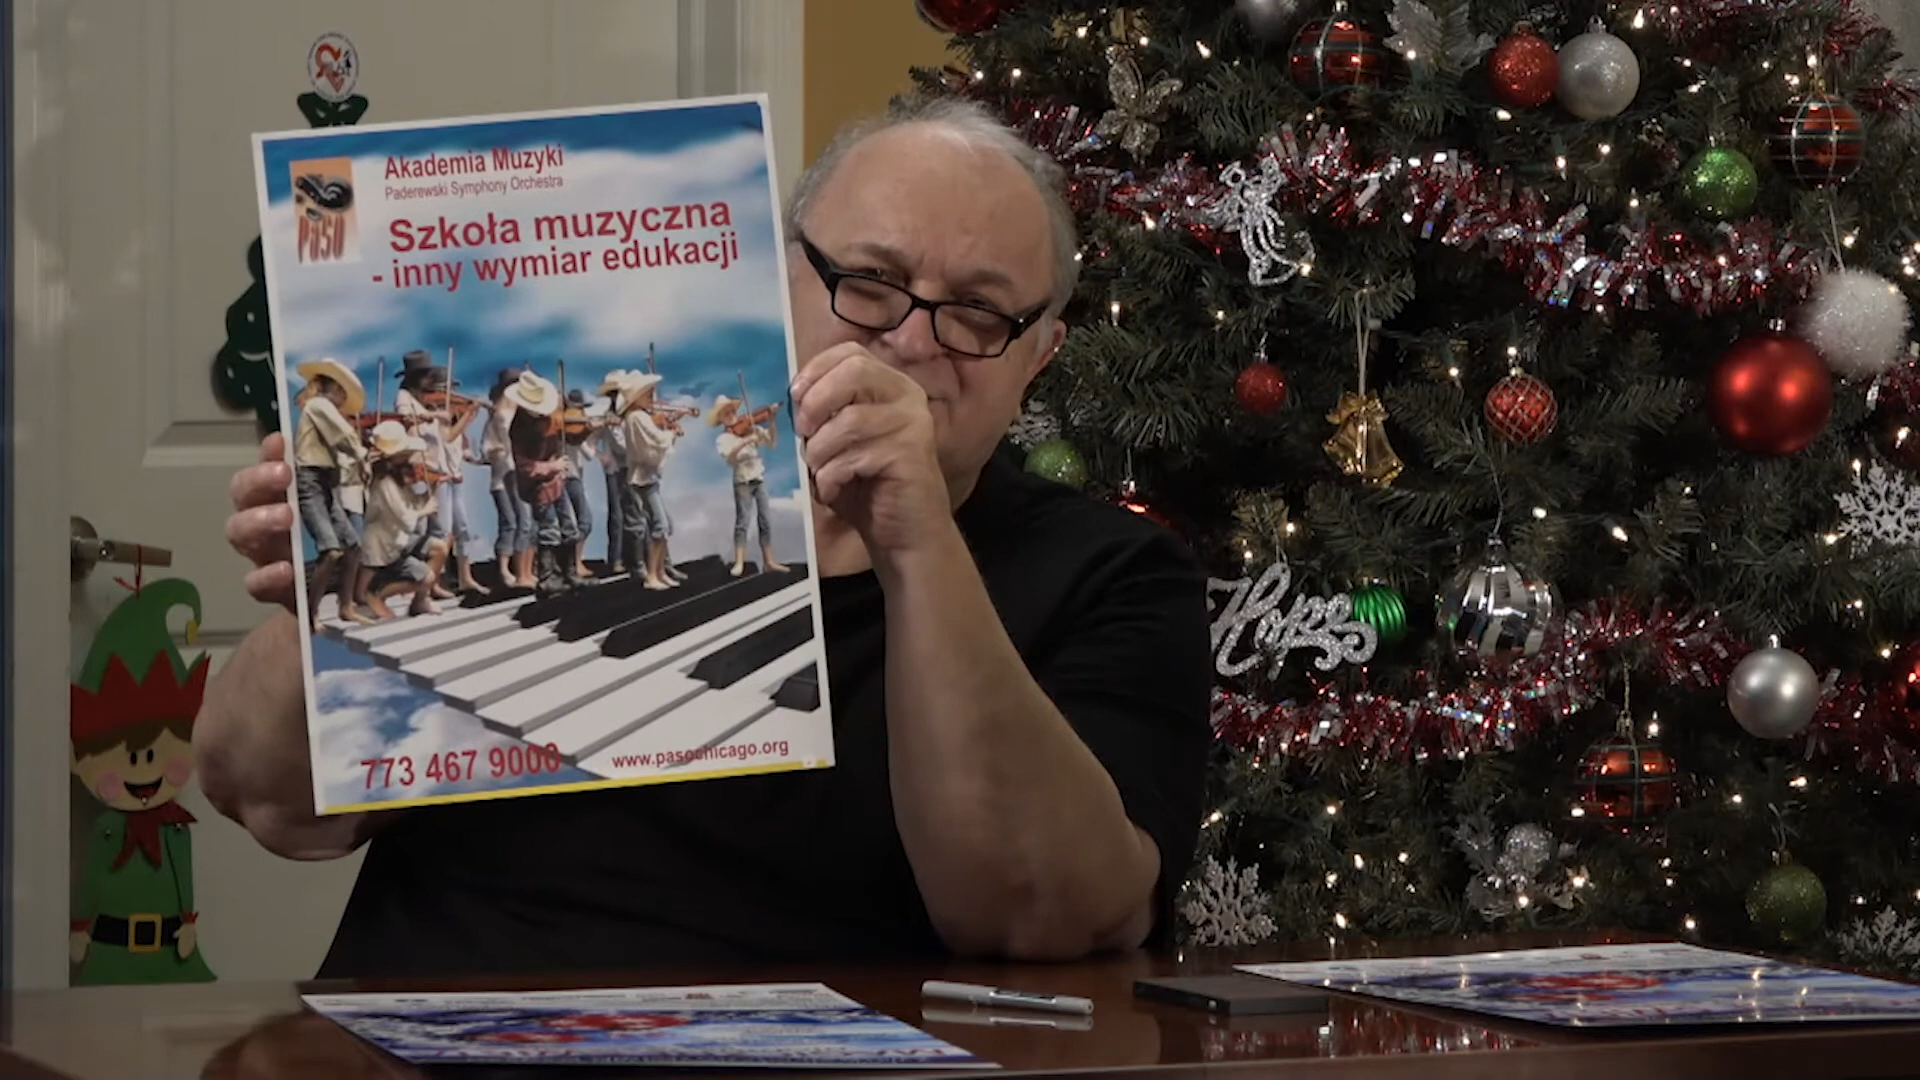 Akademia Muzyki
Paderewski Symphony Orchestra
PaSO
Szkoła muzyczna
- inny wymiar edukacji
773 467 9000
www.pasochicago.org
Hope